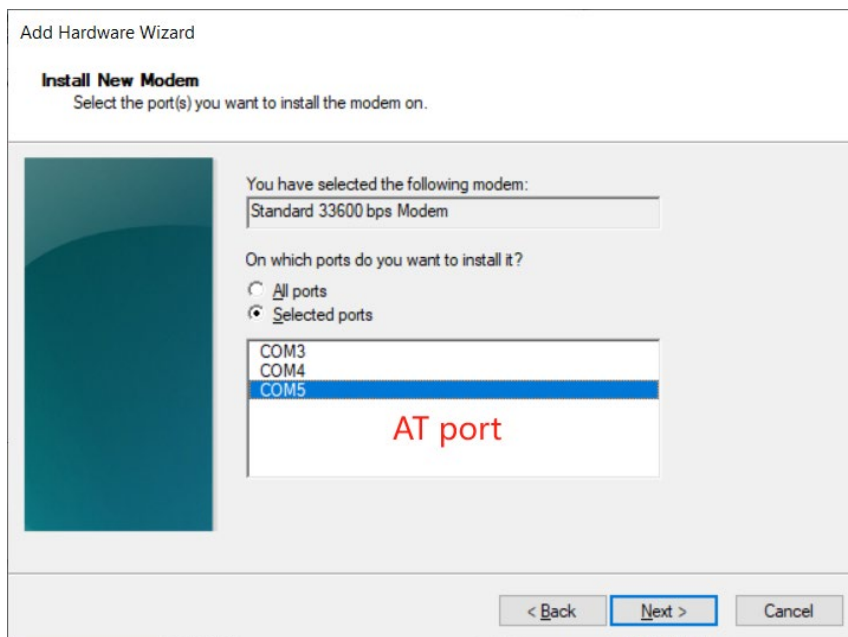 Add Hardware Wizard
Install New Modem
Select the port(s) you want to install the modem on.
You have selected the following modem:
Standard 33600 bps Modem
On which ports do you want to install it?
All ports
Selected ports
COM3
COM4
COM5
AT port
< Back
Next >
Cancel